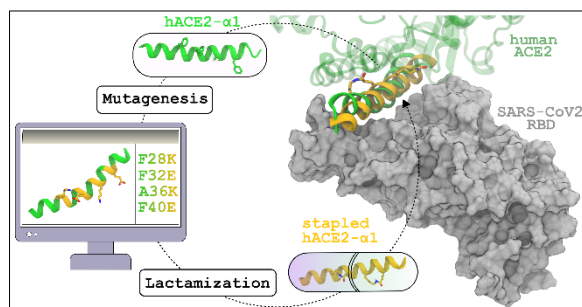 hACE2-α1
human
ACE2
Mutagenesis
SARS-CoV2
RBD
F28K
F32E
A36K
F40E
stapled
hACE2-α1
Lactamization